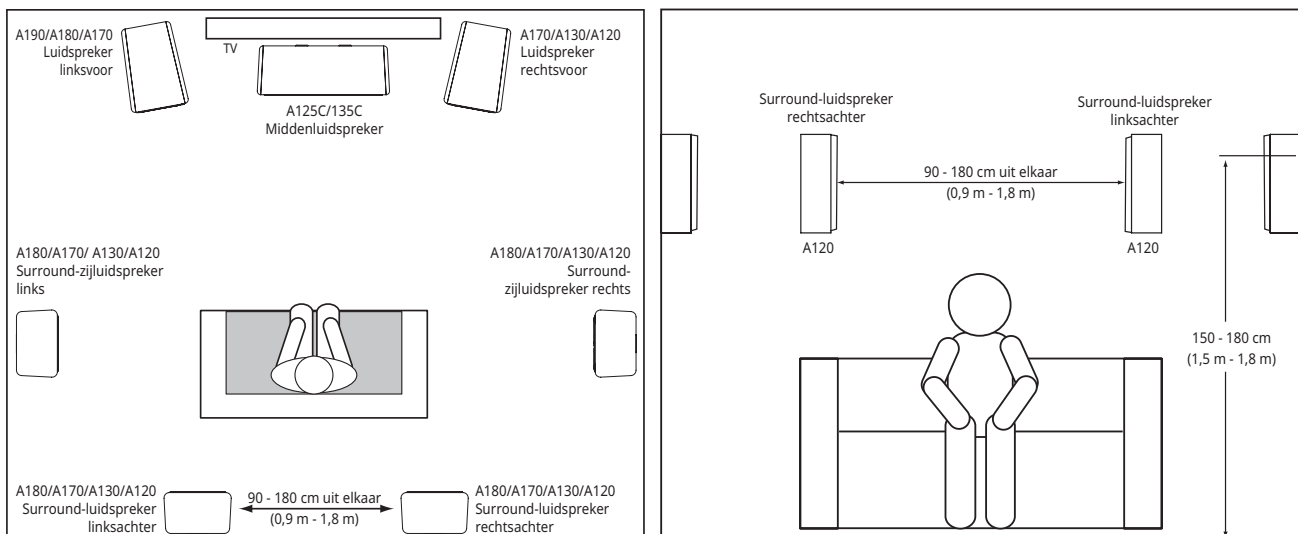 A190/A180/A170
Luidspreker
linksvoor
TV
A170/A130/A120
Luidspreker
rechtsvoor
A125C/135C
Middenluidspreker
A180/A170/ A130/A120
Surround-zijluidspreker
links
A180/A170/A130/A120
Surround-
zijluidspreker rechts
A180/A170/A130/A120
Surround-luidspreker
linksachter
90 - 180 cm uit elkaar
(0,9 m - 1,8 m)
A180/A170/A130/A120
Surround-luidspreker
rechtsachter
Surround-luidspreker
rechtsachter
Surround-luidspreker
linksachter
90 - 180 cm uit elkaar
(0,9 m - 1,8 m)
A120
A120
150 - 180 cm
(1,5 m - 1,8 m)